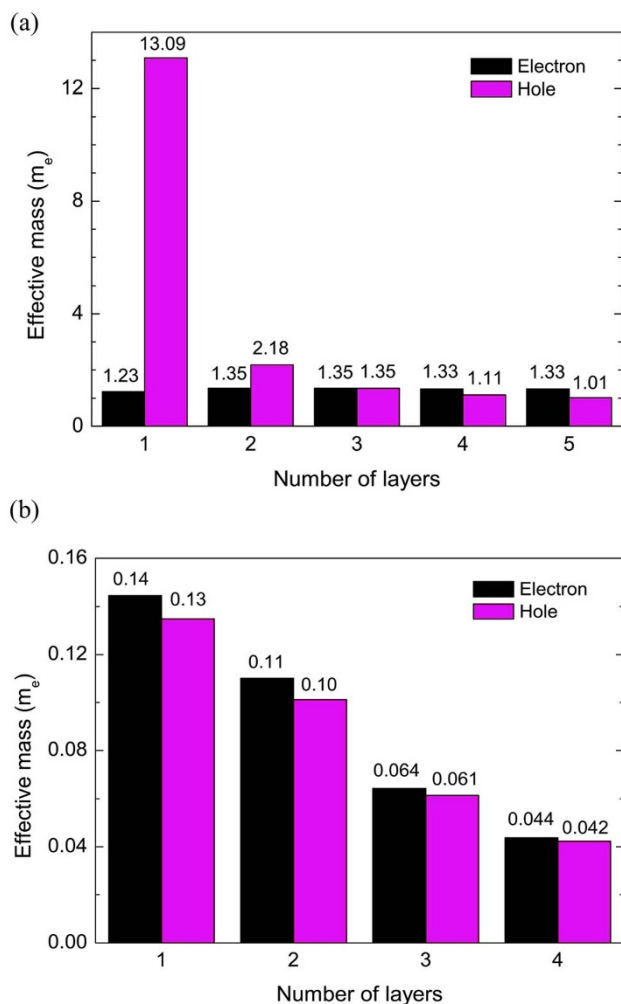 (a)
13.09
12
Electron
Hole
8
Effective mass (mₑ)
4
2.18
1.23 1.35 1.35 1.35 1.33 1.11 1.33 1.01
0
1 2 3 4 5
Number of layers
(b)
0.16
0.14
0.13
Electron
Hole
0.12
0.11
0.10
Effective mass (mₑ)
0.08
0.064 0.061
0.044 0.042
0.04
0.00
1 2 3 4
Number of layers